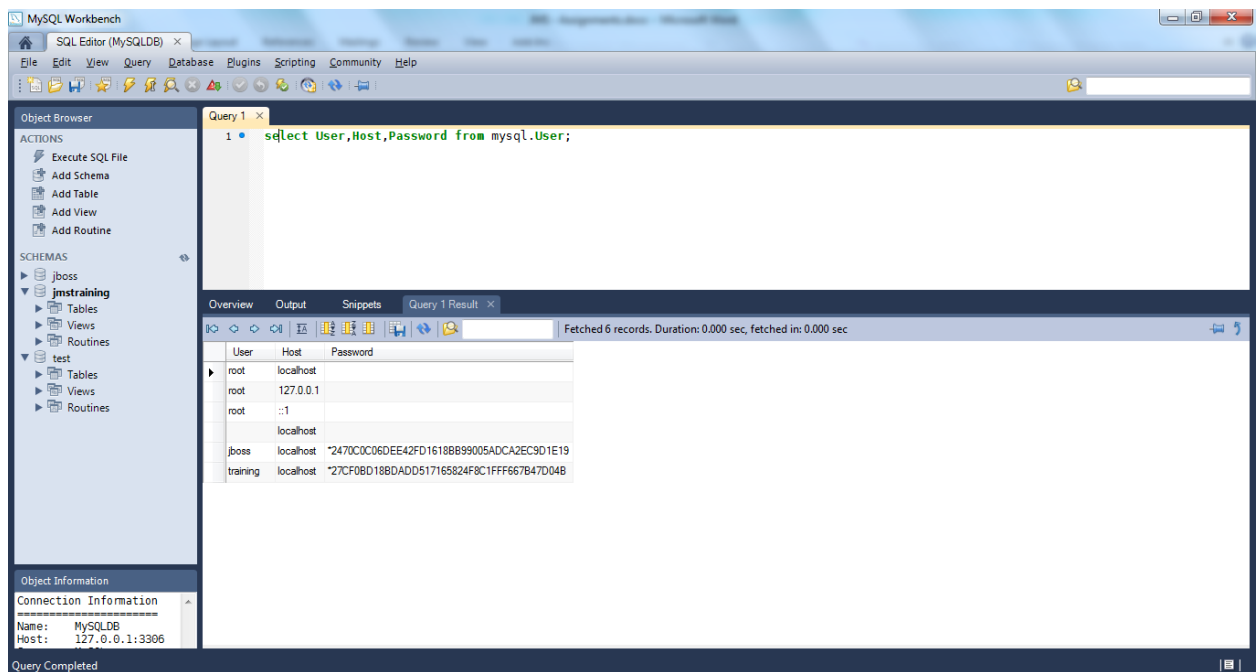 MySQL Workbench
SQL Editor (MySQLDB) ×
File Edit View Query Database Plugins Scripting Community Help
Object Browser
ACTIONS
Execute SQL File
Add Schema
Add Table
Add View
Add Routine
SCHEMAS
jboss
jmstraining
Tables
Views
Routines
test
Tables
Views
Routines
Object Information
Connection Information
=======================
Name: MySQLDB
Host: 127.0.0.1:3306
Query 1 ×
1 select User,Host,Password from mysql.User;
Overview Output Snippets Query 1 Result ×
Fetched 6 records. Duration: 0.000 sec, fetched in: 0.000 sec
User Host Password
root localhost
root 127.0.0.1
root ::1
localhost
jboss localhost *2470C0C06DEE42FD1618BB99005ADCA2EC9D1E19
training localhost *27CF0BD18BDADD517165824F8C1FFF667B47D04B
Query Completed